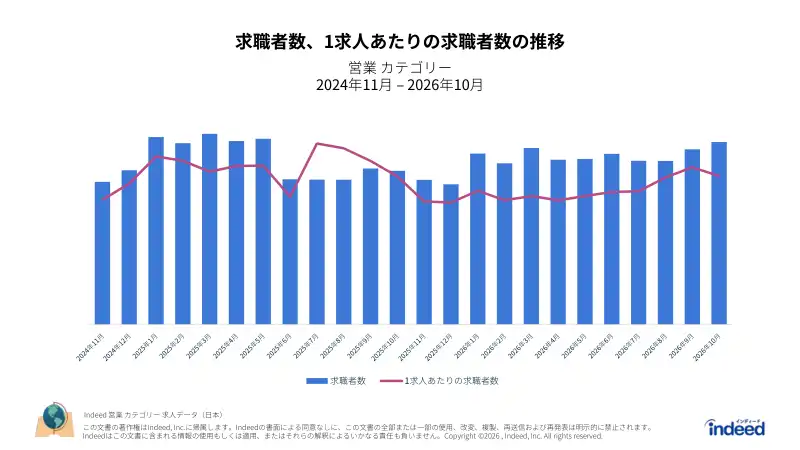 求職者数、1求人あたりの求職者数の推移
営業 カテゴリー
2024年11月 – 2026年10月
2024年11月
2024年12月
2025年1月
2025年2月
2025年3月
2025年4月
2025年5月
2025年6月
2025年7月
2025年8月
2025年9月
2025年10月
2025年11月
2025年12月
2026年1月
2026年2月
2026年3月
2026年4月
2026年5月
2026年6月
2026年7月
2026年8月
2026年9月
2026年10月
求職者数
1求人あたりの求職者数
Indeed 営業 カテゴリー 求人データ（日本）
この文書の著作権はIndeed, Inc.に帰属します。Indeedの書面による同意なしに、この文書の全部または一部の使用、改変、複製、再送信および再発表は明示的に禁止されます。
Indeedはこの文書に含まれる情報の使用もしくは適用、またはそれらの解釈によるいかなる責任も負いません。Copyright ©2026 , Indeed, Inc. All rights reserved.
インディード
indeed